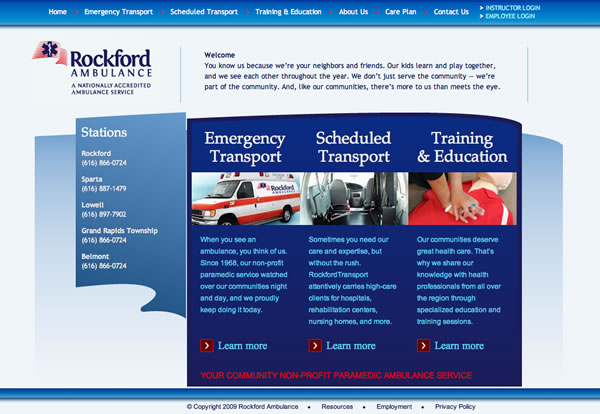 Home • Emergency Transport • Scheduled Transport • Training & Education • About Us • Care Plan • Contact Us
> INSTRUCTOR LOGIN
> EMPLOYEE LOGIN
Rockford
AMBULANCE
A NATIONALLY ACCREDITED
AMBULANCE SERVICE
Welcome
You know us because we're your neighbors and friends. Our kids learn and play together,
and we see each other throughout the year. We don't just serve the community — we're
part of the community. And, like our communities, there's more to us than meets the eye.
Stations
Rockford
(616) 866-0724
Sparta
(616) 887-1479
Lowell
(616) 897-7902
Grand Rapids Township
(616) 866-0724
Belmont
(616) 866-0724
Emergency
Transport
Rockford
When you see an
ambulance, you think of us.
Since 1968, our non-profit
paramedic service watched
over our communities night
and day, and we proudly
keep doing it today.
> Learn more
Scheduled
Transport
Sometimes you need our
care and expertise, but
without the rush.
RockfordTransport
attentively carries high-care
clients for hospitals,
rehabilitation centers,
nursing homes, and more.
> Learn more
Training
& Education
Our communities deserve
great health care. That's
why we share our
knowledge with health
professionals from all over
the region through
specialized education and
training sessions.
> Learn more
YOUR COMMUNITY NON-PROFIT PARAMEDIC AMBULANCE SERVICE
© Copyright 2009 Rockford Ambulance • Resources • Employment • Privacy Policy